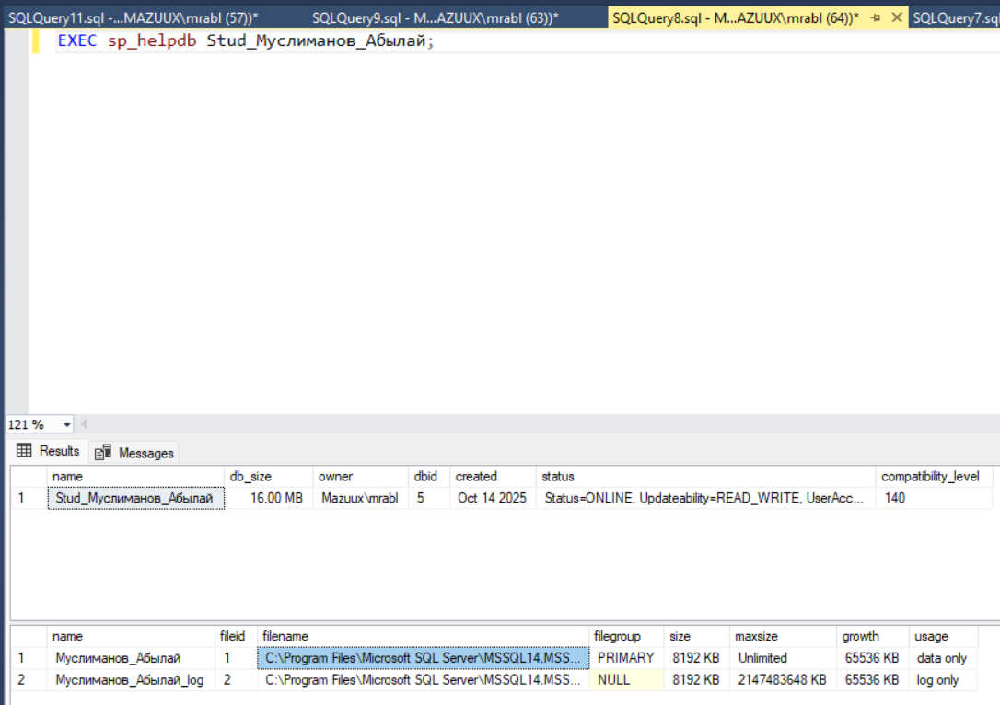 SQLQuery11.sql -...MAZUUX\mrabl (57))* SQLQuery9.sql - M...AZUUX\mrabl (63))* SQLQuery8.sql - M...AZUUX\mrabl (64))* SQLQuery7.sq
EXEC sp_helpdb Stud_Муслиманов_Абылай;
121 %
Results Messages
name db_size owner dbid created status compatibility_level
1 Stud_Муслиманов_Абылай 16.00 MB Mazuux\mrabl 5 Oct 14 2025 Status=ONLINE, Updateability=READ_WRITE, UserAcc... 140
name fileid filename filegroup size maxsize growth usage
1 Муслиманов_Абылай 1 C:\Program Files\Microsoft SQL Server\MSSQL14.MSS... PRIMARY 8192 KB Unlimited 65536 KB data only
2 Муслиманов_Абылай_log 2 C:\Program Files\Microsoft SQL Server\MSSQL14.MSS... NULL 8192 KB 2147483648 KB 65536 KB log only